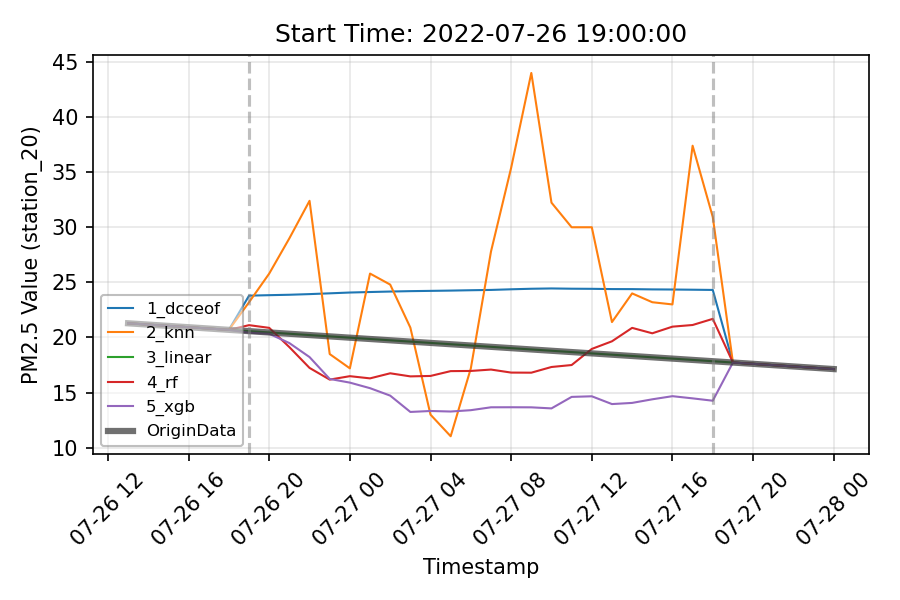 Start Time: 2022-07-26 19:00:00
PM2.5 Value (station_20)
45
40
35
30
25
20
15
10
1_dcceof
2_knn
3_linear
4_rf
5_xgb
OriginData
07-26 12
07-26 16
07-26 20
07-27 00
07-27 04
07-27 08
07-27 12
07-27 16
07-27 20
07-28 00
Timestamp